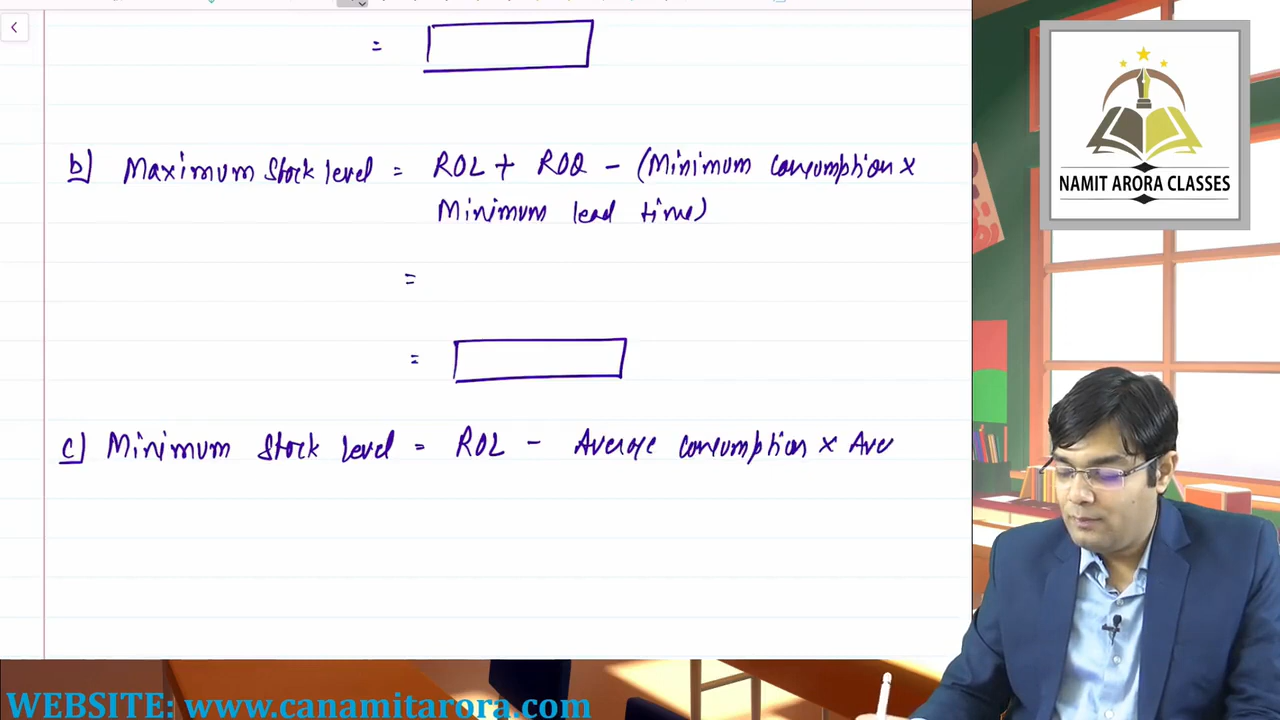 =
b) Maximum Stock level = ROL + ROQ - (Minimum consumption x
Minimum lead time)
=
=
c) Minimum Stock level = ROL - Average consumption x Ave
NAMIT ARORA CLASSES
WEBSITE: www.canamitarora.com